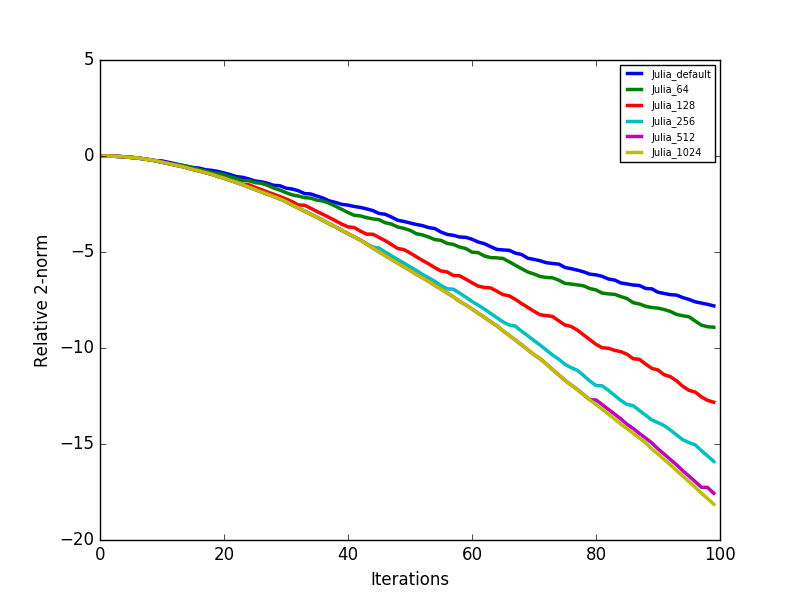 5
0
−5
−10
−15
−20
0
20
40
60
80
100
Relative 2-norm
Iterations
Julia_default
Julia_64
Julia_128
Julia_256
Julia_512
Julia_1024